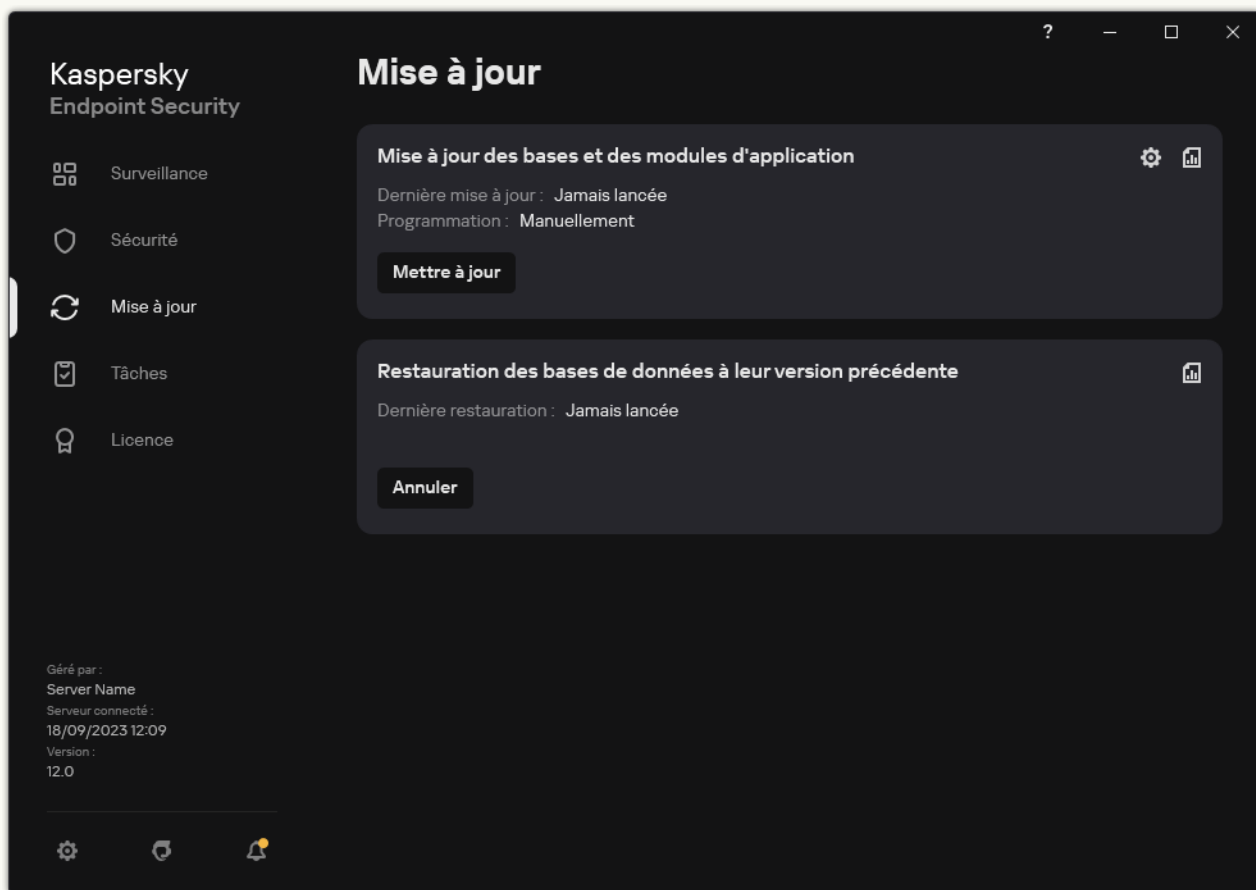 ?
Kaspersky
Endpoint Security
Surveillance
Sécurité
Mise à jour
Tâches
Licence
Géré par :
Server Name
Serveur connecté :
18/09/2023 12:09
Version :
12.0
Mise à jour
Mise à jour des bases et des modules d'application
Dernière mise à jour : Jamais lancée
Programmation : Manuellement
Mettre à jour
Restauration des bases de données à leur version précédente
Dernière restauration : Jamais lancée
Annuler